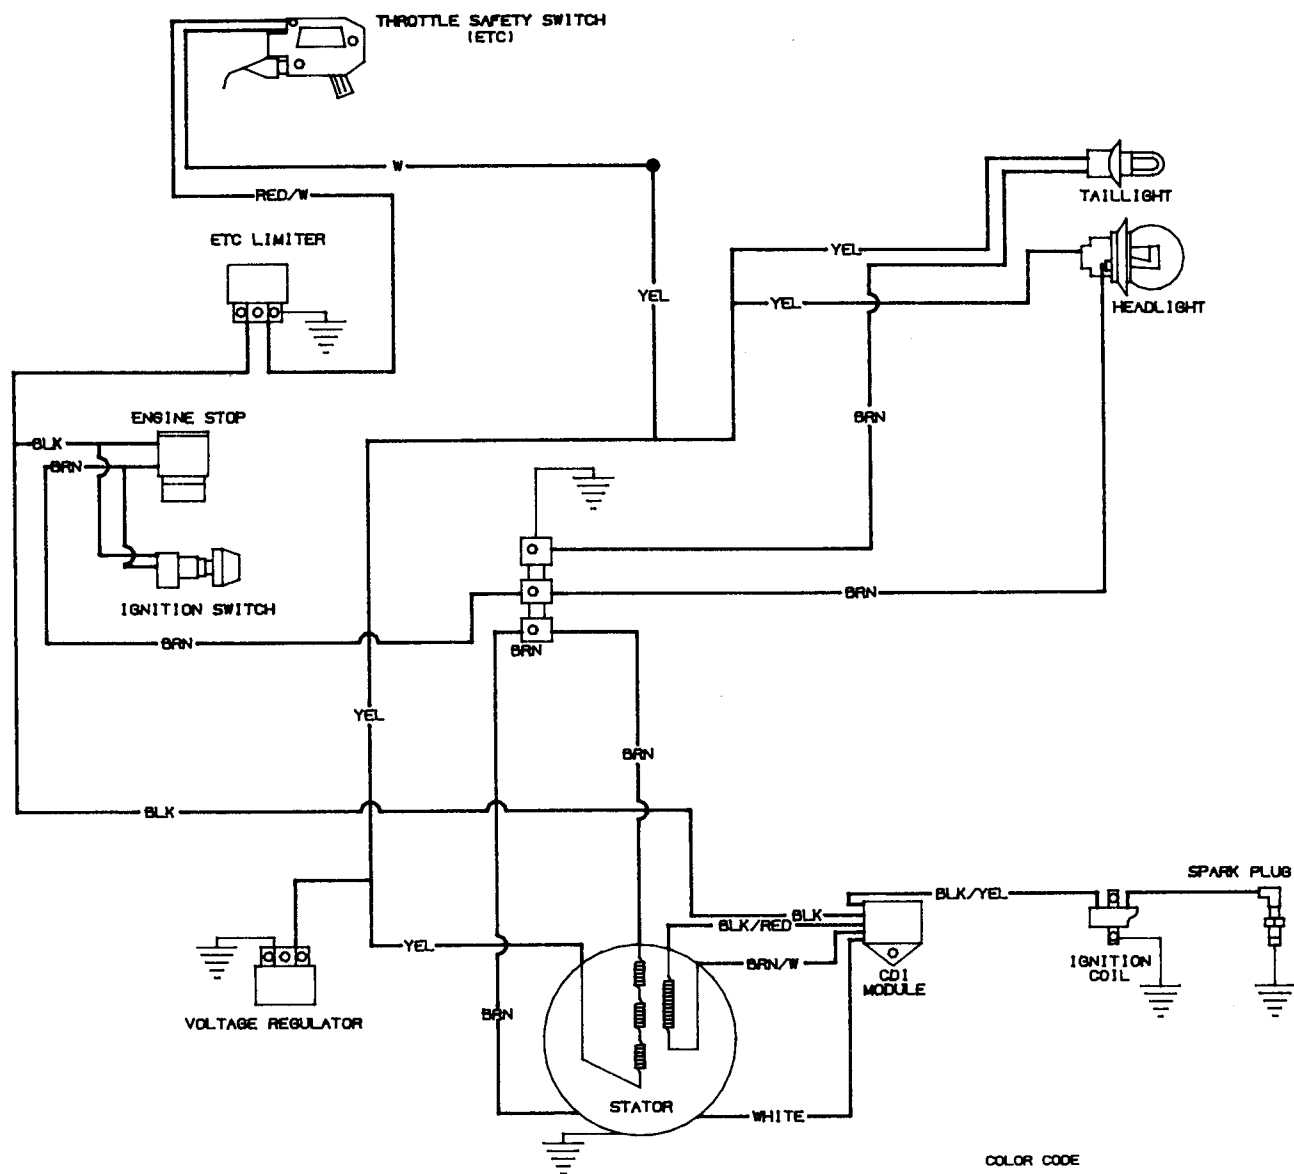 THROTTLE SAFETY SWITCH
(ETC)
W
TAILLIGHT
RED/W
ETC LIMITER
YEL
YEL
YEL
HEADLIGHT
ENGINE STOP
BRN
BLK
BRN
IGNITION SWITCH
BRN
BRN
BRN
YEL
BRN
BLK
SPARK PLUG
BLK/YEL
BLK
BLK/RED
YEL
BRN/W
IGNITION
COIL
CDI
MODULE
BRN
VOLTAGE REGULATOR
STATOR
WHITE
COLOR CODE